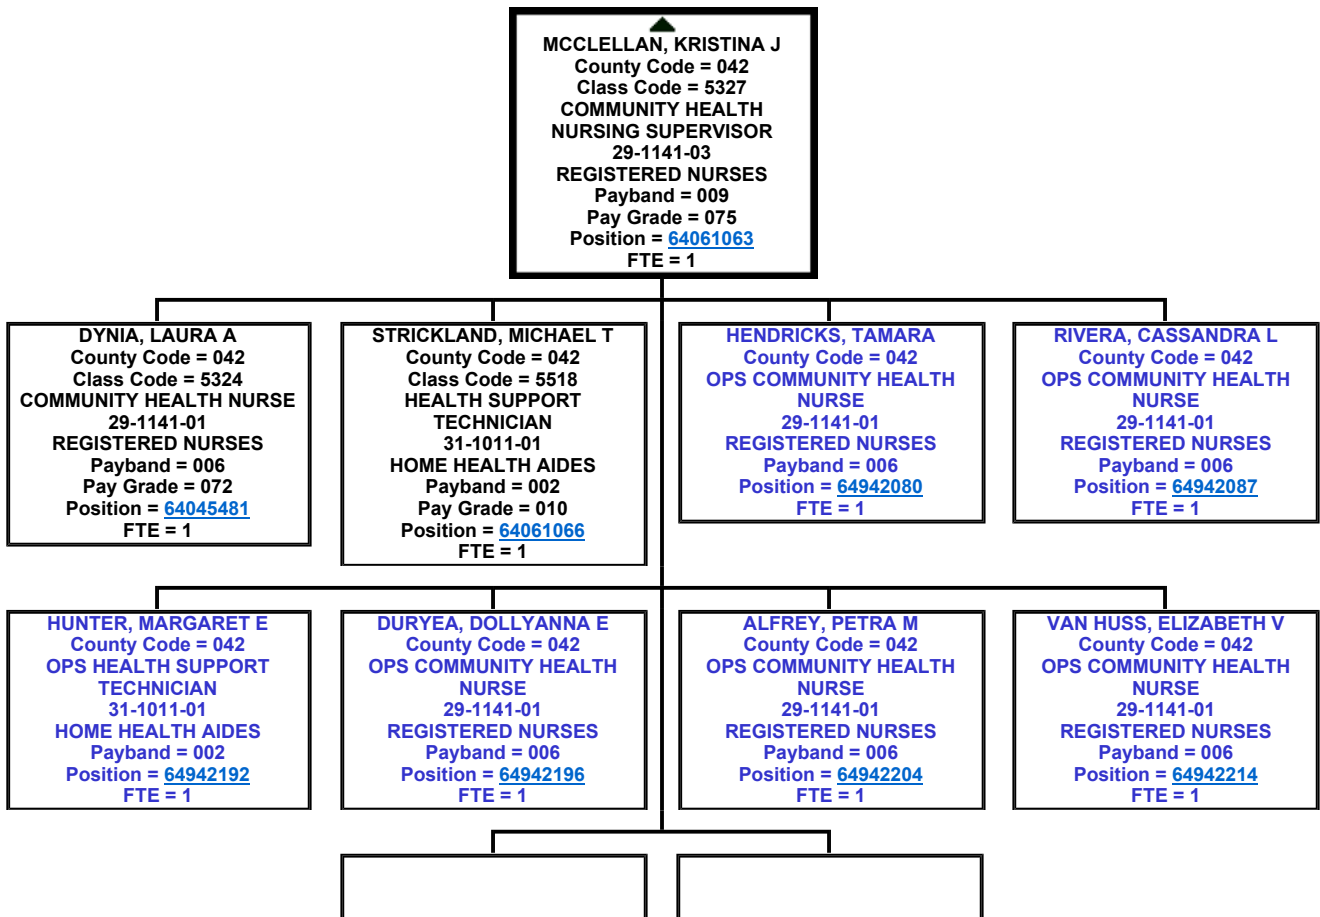 MCCLELLAN, KRISTINA J
County Code = 042
Class Code = 5327
COMMUNITY HEALTH
NURSING SUPERVISOR
29-1141-03
REGISTERED NURSES
Payband = 009
Pay Grade = 075
Position = 64061063
FTE = 1
DYNIA, LAURA A
County Code = 042
Class Code = 5324
COMMUNITY HEALTH NURSE
29-1141-01
REGISTERED NURSES
Payband = 006
Pay Grade = 072
Position = 64045481
FTE = 1
STRICKLAND, MICHAEL T
County Code = 042
Class Code = 5518
HEALTH SUPPORT
TECHNICIAN
31-1011-01
HOME HEALTH AIDES
Payband = 002
Pay Grade = 010
Position = 64061066
FTE = 1
HENDRICKS, TAMARA
County Code = 042
OPS COMMUNITY HEALTH
NURSE
29-1141-01
REGISTERED NURSES
Payband = 006
Position = 64942080
FTE = 1
RIVERA, CASSANDRA L
County Code = 042
OPS COMMUNITY HEALTH
NURSE
29-1141-01
REGISTERED NURSES
Payband = 006
Position = 64942087
FTE = 1
HUNTER, MARGARET E
County Code = 042
OPS HEALTH SUPPORT
TECHNICIAN
31-1011-01
HOME HEALTH AIDES
Payband = 002
Position = 64942192
FTE = 1
DURYEA, DOLLYANNA E
County Code = 042
OPS COMMUNITY HEALTH
NURSE
29-1141-01
REGISTERED NURSES
Payband = 006
Position = 64942196
FTE = 1
ALFREY, PETRA M
County Code = 042
OPS COMMUNITY HEALTH
NURSE
29-1141-01
REGISTERED NURSES
Payband = 006
Position = 64942204
FTE = 1
VAN HUSS, ELIZABETH V
County Code = 042
OPS COMMUNITY HEALTH
NURSE
29-1141-01
REGISTERED NURSES
Payband = 006
Position = 64942214
FTE = 1